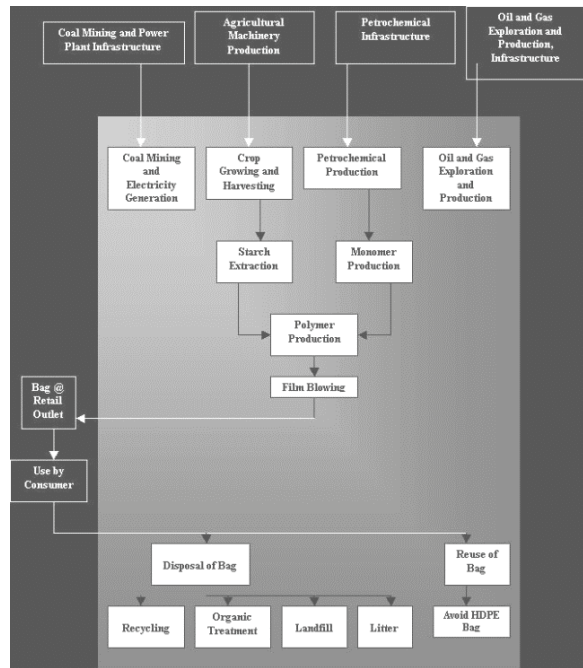 Coal Mining and Power
Plant Infrastructure
Agricultural
Machinery
Production
Petrochemical
Infrastructure
Oil and Gas
Exploration and
Production,
Infrastructure
Coal Mining
and
Electricity
Generation
Crop
Growing and
Harvesting
Petrochemical
Production
Oil and Gas
Exploration
and
Production
Starch
Extraction
Monomer
Production
Polymer
Production
Film Blowing
Bag @
Retail
Outlet
Use by
Consumer
Disposal of Bag
Reuse of
Bag
Recycling
Organic
Treatment
Landfill
Litter
Avoid HDPE
Bag